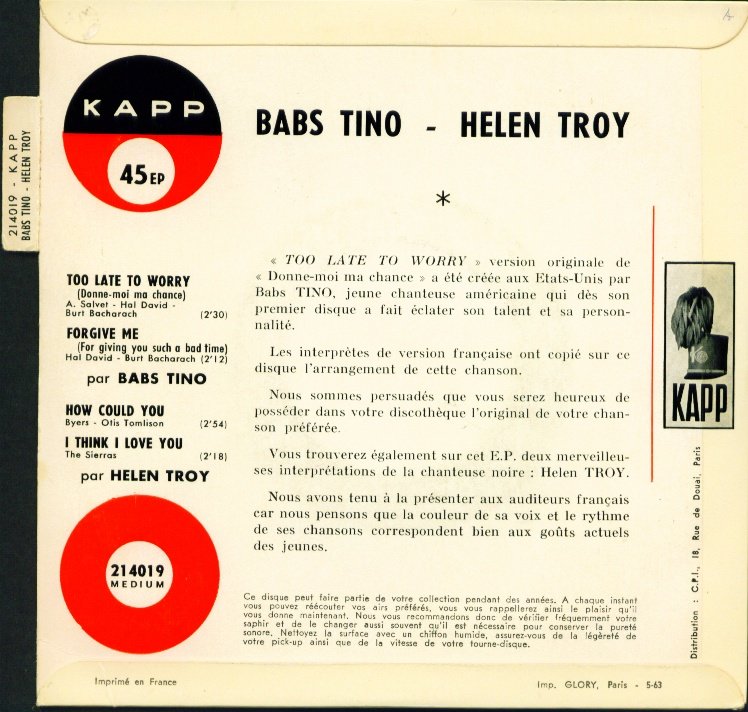 KAPP
45 EP
BABS TINO - HELEN TROY
*
214019 - KAPP
BABS TINO - HELEN TROY
TOO LATE TO WORRY
(Donne-moi ma chance)
A. Salvet - Hal David -
Burt Bacharach (2'30)
FORGIVE ME
(For giving you such a bad time)
Hal David - Burt Bacharach (2'12)
par BABS TINO
HOW COULD YOU
Byers - Otis Tomlison (2'54)
I THINK I LOVE YOU
The Sierras (2'18)
par HELEN TROY
214019
MEDIUM
« TOO LATE TO WORRY » version originale de
« Donne-moi ma chance » a été créée aux Etats-Unis par
Babs TINO, jeune chanteuse américaine qui dès son
premier disque a fait éclater son talent et sa person-
nalité.
Les interprètes de version française ont copié sur ce
disque l'arrangement de cette chanson.
Nous sommes persuadés que vous serez heureux de
posséder dans votre discothèque l'original de votre chan-
son préférée.
Vous trouverez également sur cet E.P. deux merveilleu-
ses interprétations de la chanteuse noire : Helen TROY.
Nous avons tenu à la présenter aux auditeurs français
car nous pensons que la couleur de sa voix et le rythme
de ses chansons correspondent bien aux goûts actuels
des jeunes.
Ce disque peut faire partie de votre collection pendant des années. A chaque instant
vous pouvez réécouter vos airs préférés, vous vous rappellerez ainsi le plaisir qu'il
vous donne maintenant. Nous vous recommandons donc de vérifier fréquemment votre
saphir et de le changer aussi souvent qu'il est nécessaire pour conserver la pureté
sonore. Nettoyez la surface avec un chiffon humide, assurez-vous de la légèreté de
votre pick-up ainsi que de la vitesse de votre tourne-disque.
KAPP
Distribution : C.P.I., 18, Rue de Douai, Paris
Imprimé en France
Imp. GLORY, Paris - 5-63